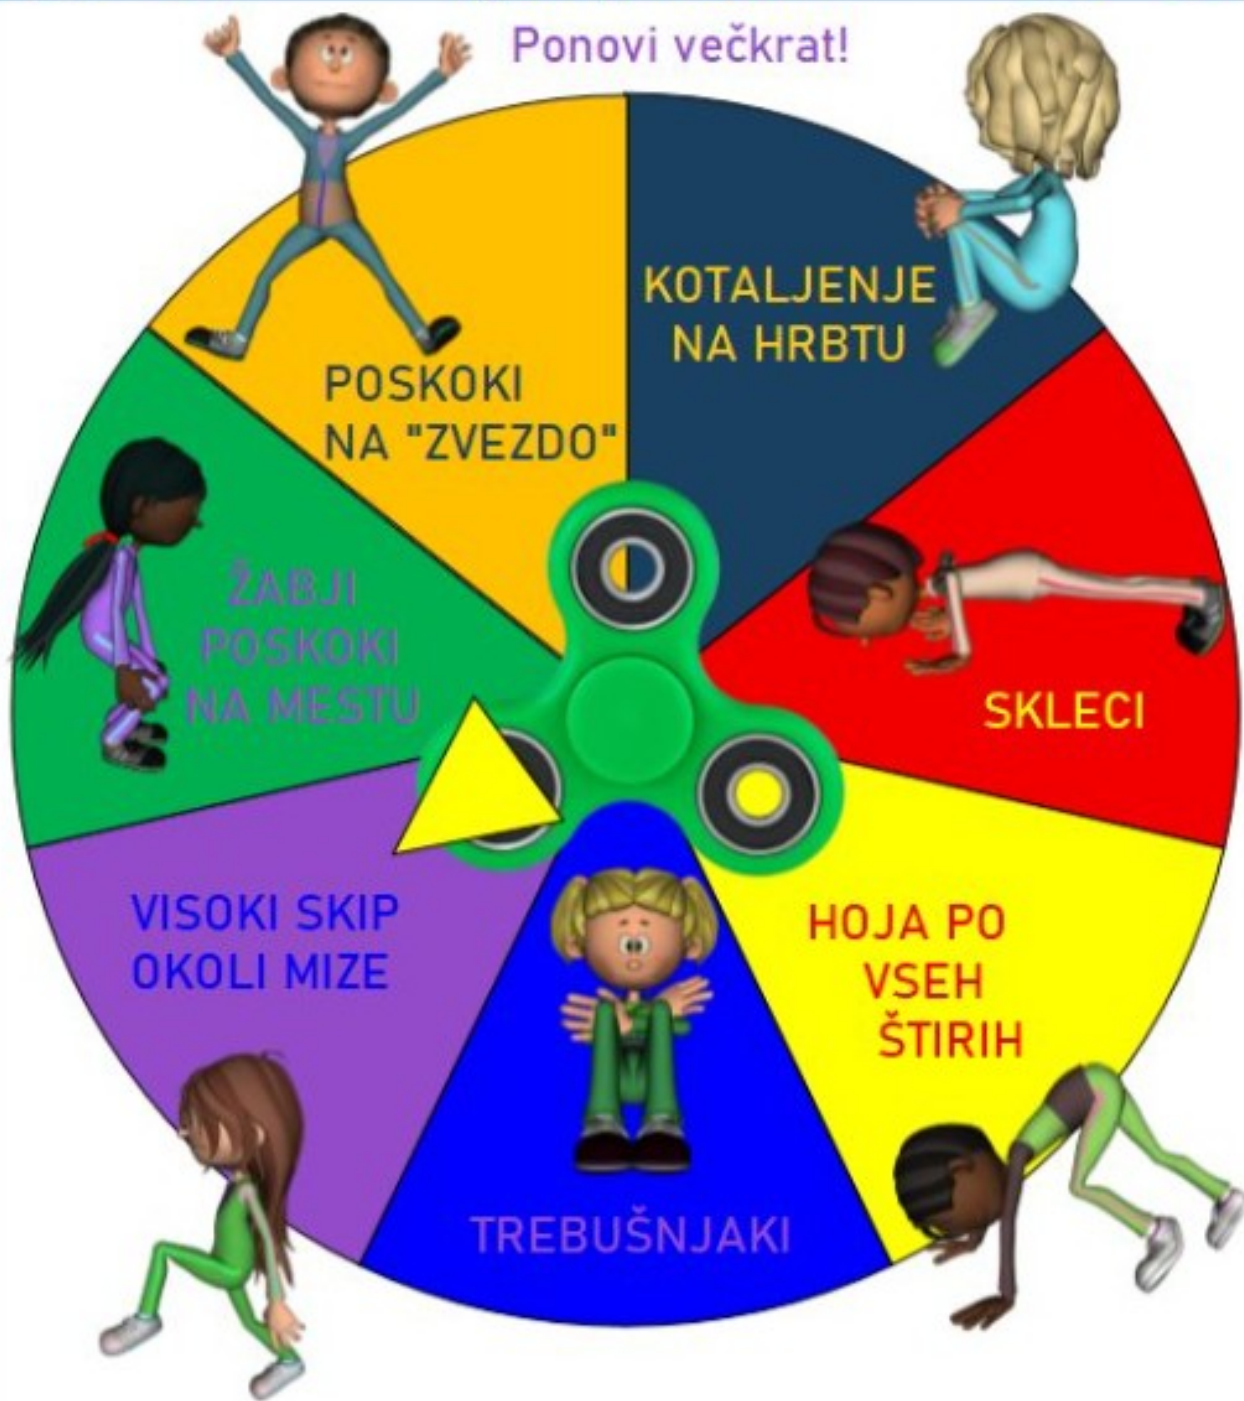 Ponovi večkrat!
KOTALJENJE
NA HRBTU
SKLECI
HOJA PO
VSEH
ŠTIRIH
TREBUŠNJAKI
VISOKI SKIP
OKOLI MIZE
ŽABJI
POSKOKI
NA MESTU
POSKOKI
NA "ZVEZDO"